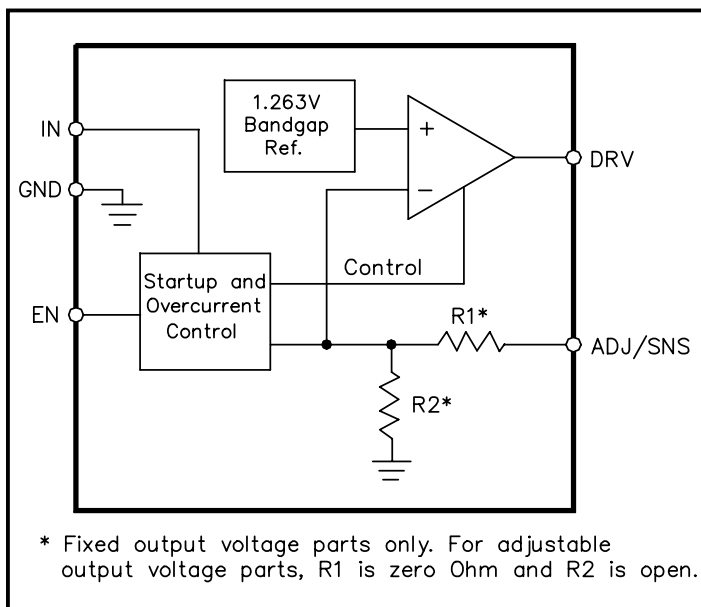 1.263V
Bandgap
Ref.
IN
+
DRV
GND
−
Control
Startup and
Overcurrent
Control
EN
R1*
ADJ/SNS
R2*
* Fixed output voltage parts only. For adjustable
output voltage parts, R1 is zero Ohm and R2 is open.